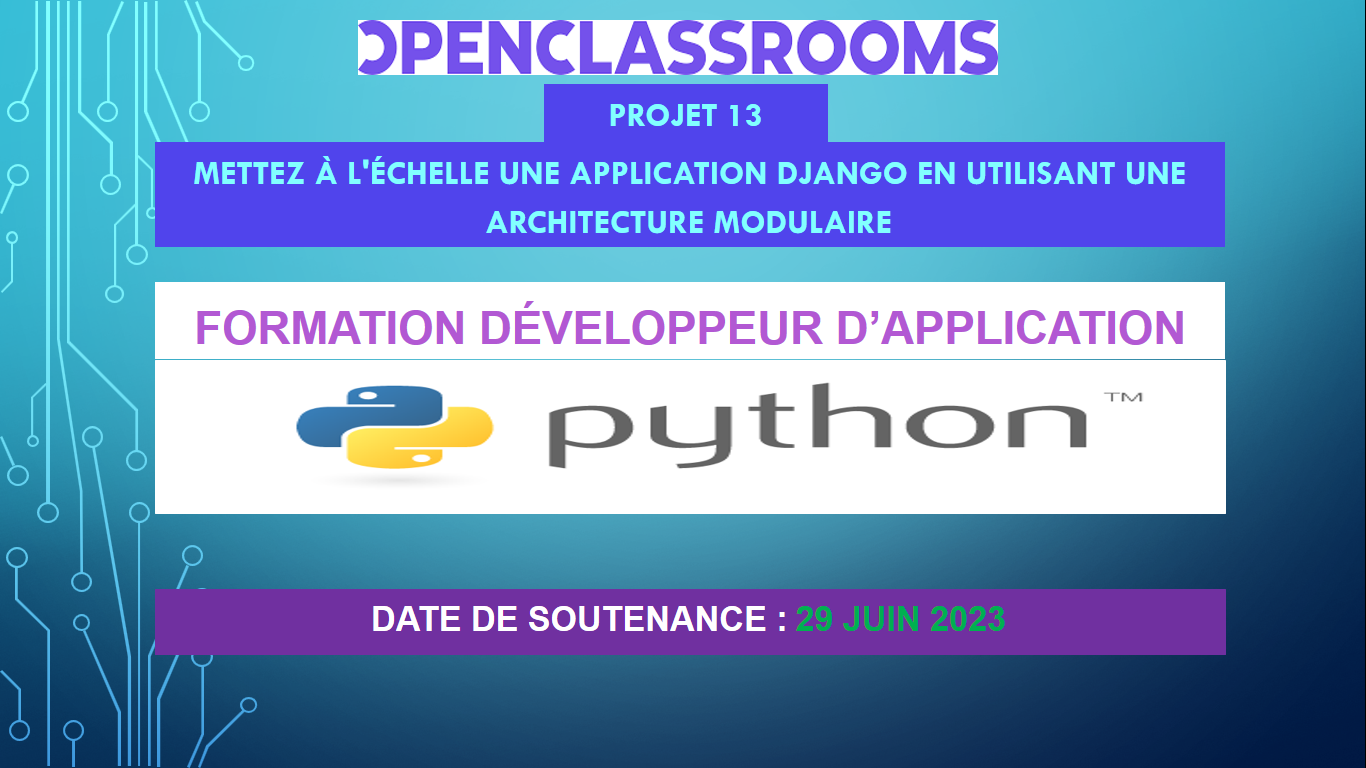 OPENCLASSROOMS
PROJET 13
METTEZ À L'ÉCHELLE UNE APPLICATION DJANGO EN UTILISANT UNE
ARCHITECTURE MODULAIRE
FORMATION DÉVELOPPEUR D’APPLICATION
python™
DATE DE SOUTENANCE : 29 JUIN 2023